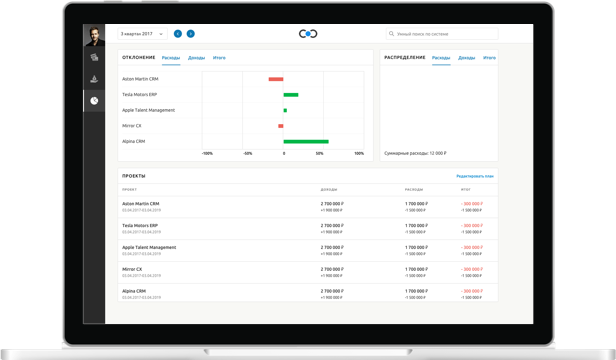 3 квартал 2017
Умный поиск по системе
ОТКЛОНЕНИЕ Расходы Доходы Итого
Aston Martin CRM
Tesla Motors ERP
Apple Talent Management
Mirror CX
Alpina CRM
-100% -50% 0 50% 100%
РАСПРЕДЕЛЕНИЕ Расходы Доходы Итого
Суммарные расходы: 12 000 ₽
ПРОЕКТЫ Редактировать план
ПРОЕКТ ДОХОДЫ РАСХОДЫ ИТОГ
Aston Martin CRM 2 700 000 ₽ 1 700 000 ₽ - 300 000 ₽
03.04.2017-03.04.2019 +1 900 000 ₽ -1 500 000 ₽ -1 500 000 ₽
Tesla Motors ERP 2 700 000 ₽ 1 700 000 ₽ - 300 000 ₽
03.04.2017-03.04.2019 +1 900 000 ₽ -1 500 000 ₽ -1 500 000 ₽
Apple Talent Management 2 700 000 ₽ 1 700 000 ₽ - 300 000 ₽
03.04.2017-03.04.2019 +1 900 000 ₽ -1 500 000 ₽ -1 500 000 ₽
Mirror CX 2 700 000 ₽ 1 700 000 ₽ - 300 000 ₽
03.04.2017-03.04.2019 +1 900 000 ₽ -1 500 000 ₽ -1 500 000 ₽
Alpina CRM 2 700 000 ₽ 1 700 000 ₽ - 300 000 ₽
03.04.2017-03.04.2019 +1 900 000 ₽ -1 500 000 ₽ -1 500 000 ₽